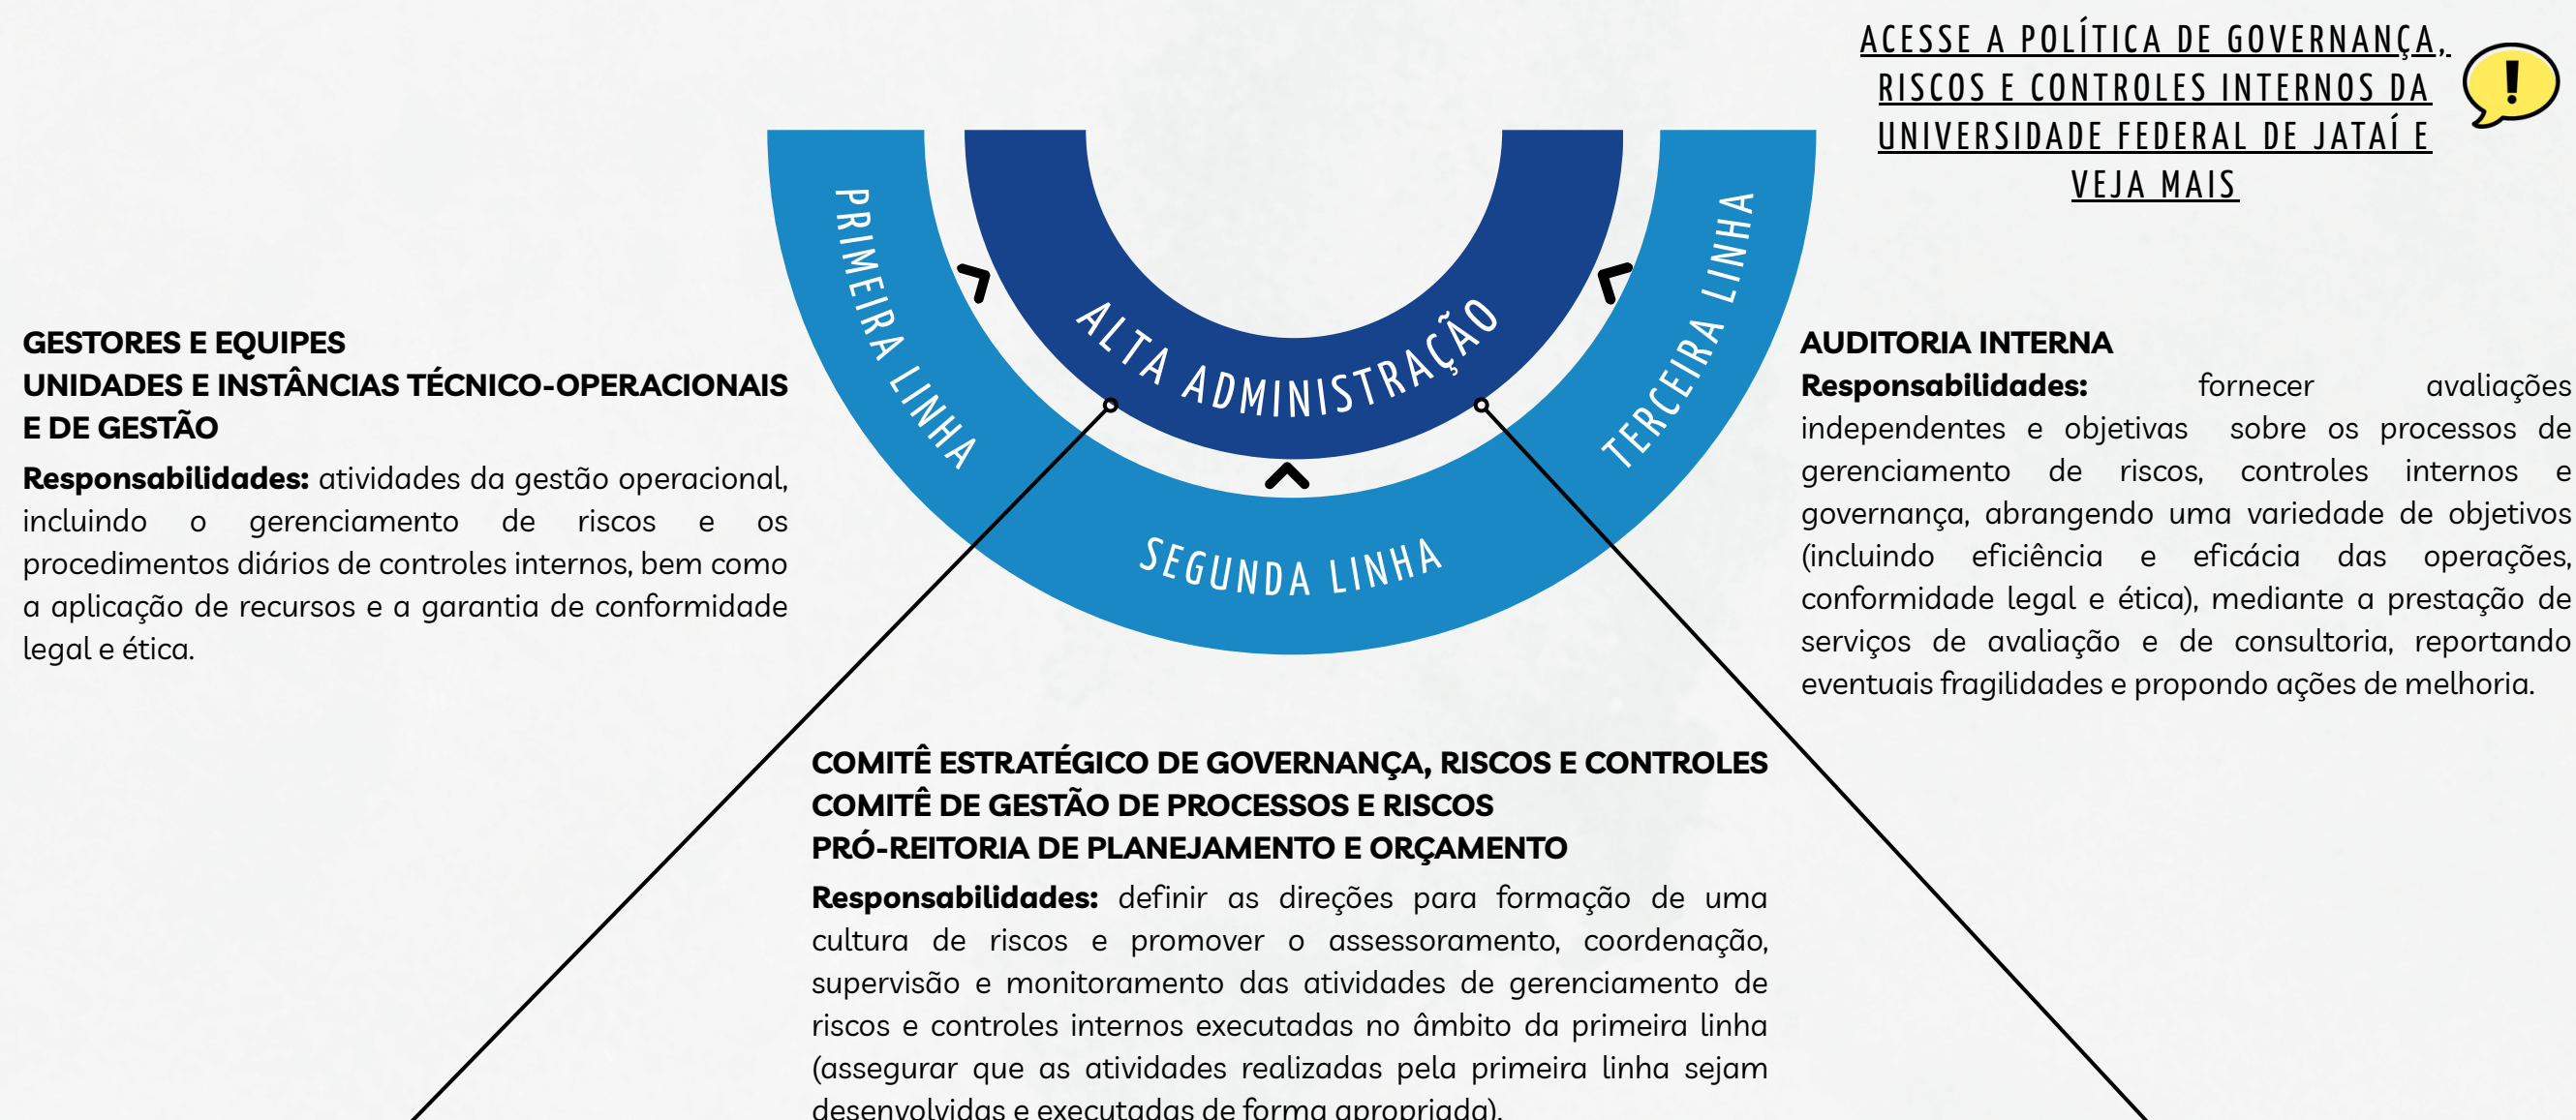 ACESSE A POLÍTICA DE GOVERNANÇA,
RISCOS E CONTROLES INTERNOS DA
UNIVERSIDADE FEDERAL DE JATAÍ E
VEJA MAIS
!
PRIMEIRA LINHA
ALTA ADMINISTRAÇÃO
TERCEIRA LINHA
SEGUNDA LINHA
GESTORES E EQUIPES
UNIDADES E INSTÂNCIAS TÉCNICO-OPERACIONAIS
E DE GESTÃO
Responsabilidades: atividades da gestão operacional,
incluindo o gerenciamento de riscos e os
procedimentos diários de controles internos, bem como
a aplicação de recursos e a garantia de conformidade
legal e ética.
AUDITORIA INTERNA
Responsabilidades: fornecer avaliações
independentes e objetivas sobre os processos de
gerenciamento de riscos, controles internos e
governança, abrangendo uma variedade de objetivos
(incluindo eficiência e eficácia das operações,
conformidade legal e ética), mediante a prestação de
serviços de avaliação e de consultoria, reportando
eventuais fragilidades e propondo ações de melhoria.
COMITÊ ESTRATÉGICO DE GOVERNANÇA, RISCOS E CONTROLES
COMITÊ DE GESTÃO DE PROCESSOS E RISCOS
PRÓ-REITORIA DE PLANEJAMENTO E ORÇAMENTO
Responsabilidades: definir as direções para formação de uma
cultura de riscos e promover o assessoramento, coordenação,
supervisão e monitoramento das atividades de gerenciamento de
riscos e controles internos executadas no âmbito da primeira linha
(assegurar que as atividades realizadas pela primeira linha sejam
desenvolvidas e executadas de forma apropriada).